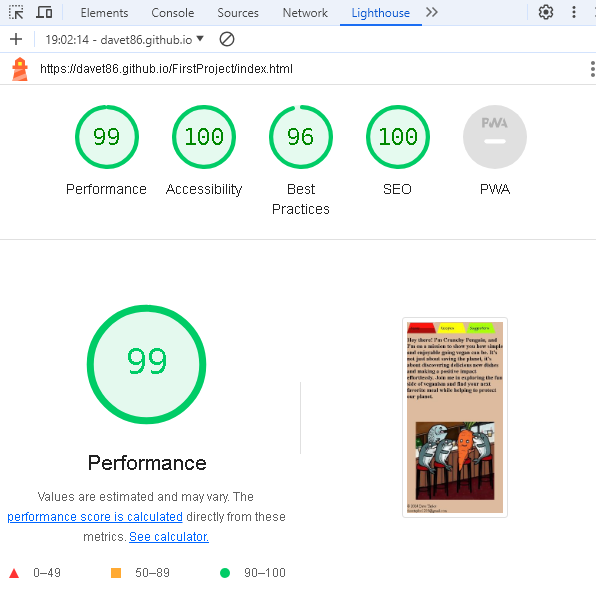 Elements Console Sources Network Lighthouse
19:02:14 - davet86.github.io
https://davet86.github.io/FirstProject/index.html
99 100 96 100 PWA
Performance Accessibility Best Practices SEO PWA
99
Performance
Values are estimated and may vary. The
performance score is calculated directly from these
metrics. See calculator.
0–49 50–89 90–100
Hey there! I'm Crunchy Penguin, and
I'm on a mission to show you how simple
and enjoyable going vegan can be. It's
not just about saving the planet, it's
about discovering delicious new dishes
and making a positive impact
effortlessly. Join me in exploring the fun
side of veganism and find your next
favorite meal while helping to protect
our planet.